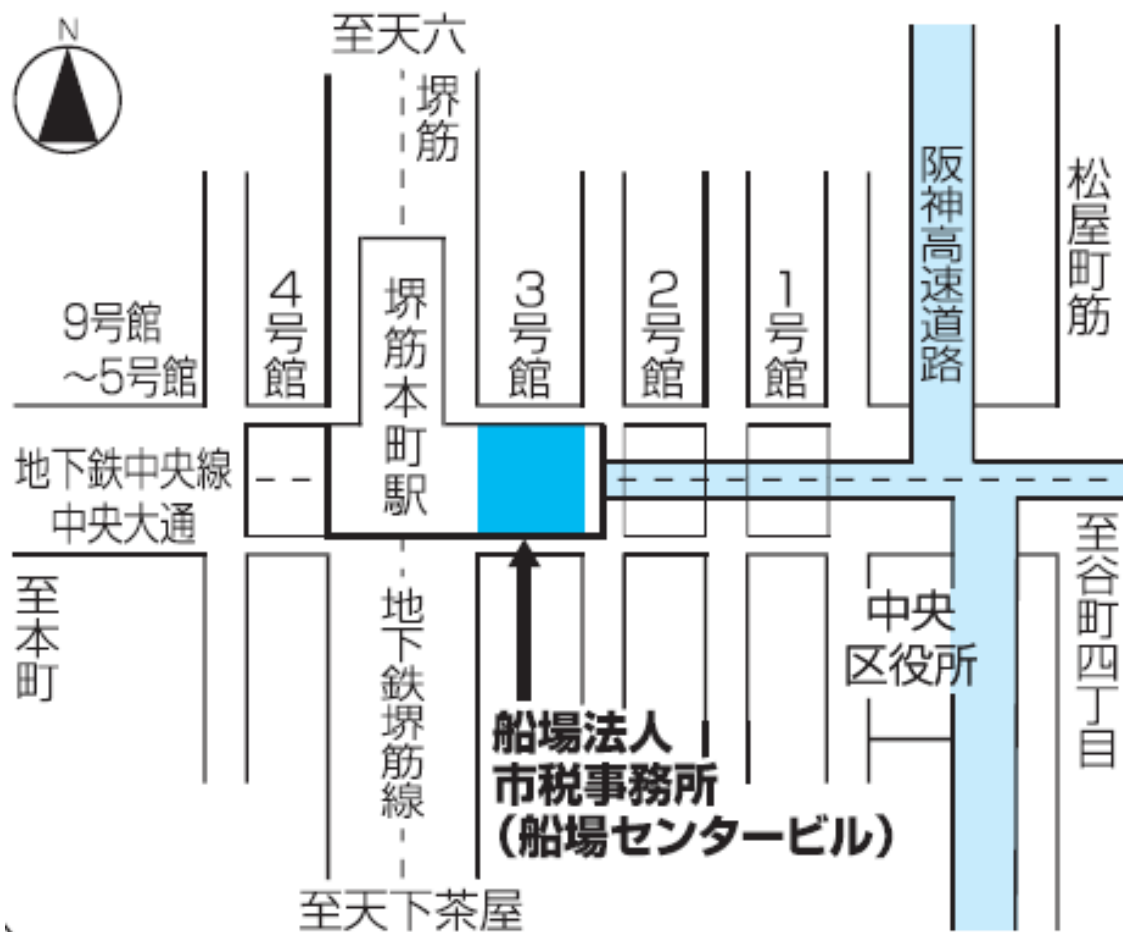 N
至天六
堺筋
阪神高速道路
松屋町筋
9号館
〜5号館
4号館
堺筋本町駅
3号館
2号館
1号館
地下鉄中央線
中央大通
至本町
地下鉄堺筋線
中央
区役所
至谷町四丁目
船場法人
市税事務所
（船場センタービル）
至天下茶屋